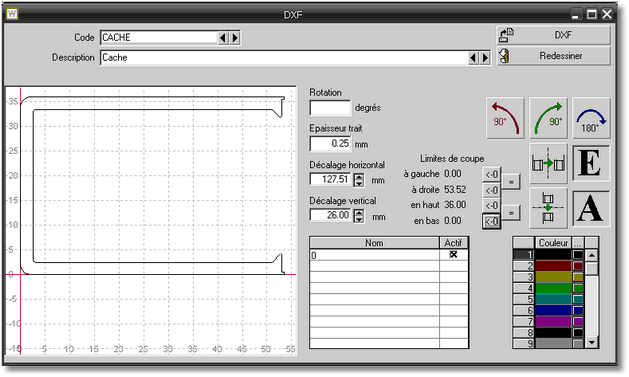 DXF
Code CACHE DXF
Description Cache Redessiner
Rotation
degrés
Epaisseur trait
0.25 mm
90° 90° 180°
Décalage horizontal
127.51 mm
Décalage vertical
26.00 mm
Limites de coupe
à gauche 0.00 <-0
à droite 53.52 <-0 =
en haut 36.00 <-0
en bas 0.00 <-0 =
E
A
35
30
25
20
15
10
5
0
-5
-10
-15
0 5 10 15 20 25 30 35 40 45 50 55
Nom Actif
0
Couleur ...
1
2
3
4
5
6
7
8
9